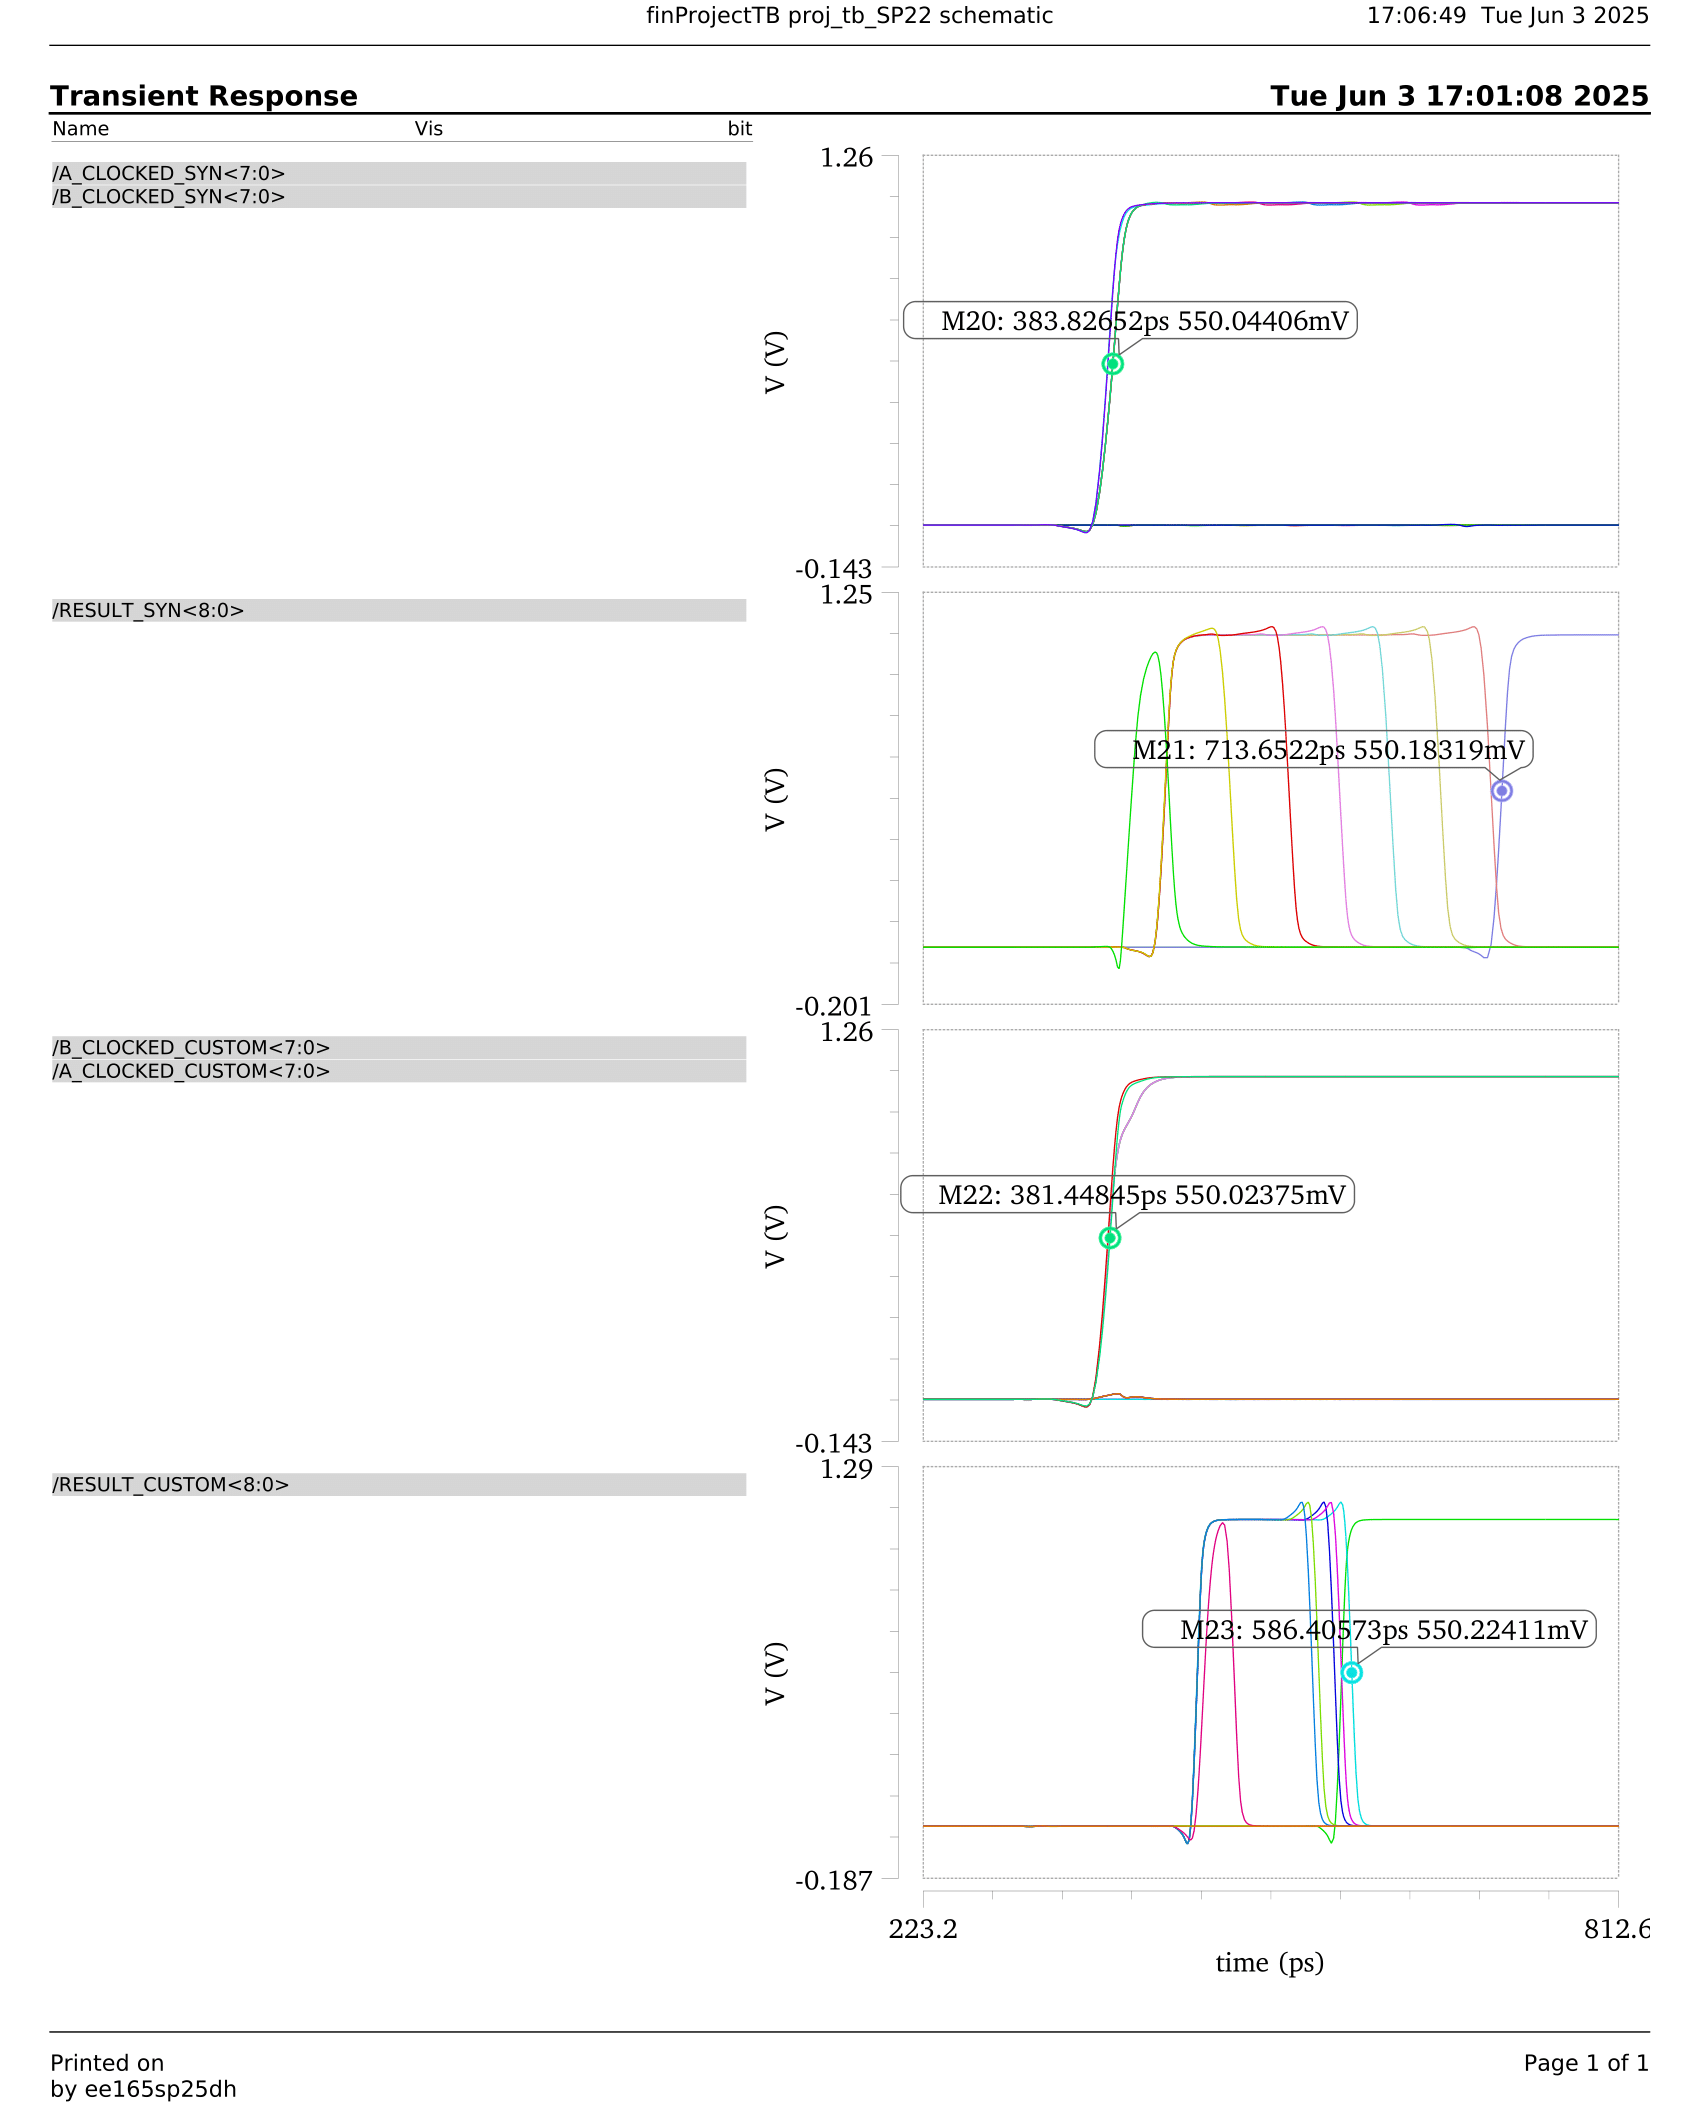 finProjectTB proj_tb_SP22 schematic 17:06:49 Tue Jun 3 2025
Transient Response Tue Jun 3 17:01:08 2025
Name Vis bit
/A_CLOCKED_SYN<7:0>
/B_CLOCKED_SYN<7:0>
1.26
V (V)
M20: 383.82652ps 550.04406mV
-0.143
/RESULT_SYN<8:0>
1.25
V (V)
M21: 713.6522ps 550.18319mV
-0.201
/B_CLOCKED_CUSTOM<7:0>
/A_CLOCKED_CUSTOM<7:0>
1.26
V (V)
M22: 381.44845ps 550.02375mV
-0.143
/RESULT_CUSTOM<8:0>
1.29
V (V)
M23: 586.40573ps 550.22411mV
-0.187
223.2 812.6
time (ps)
Printed on Page 1 of 1
by ee165sp25dh